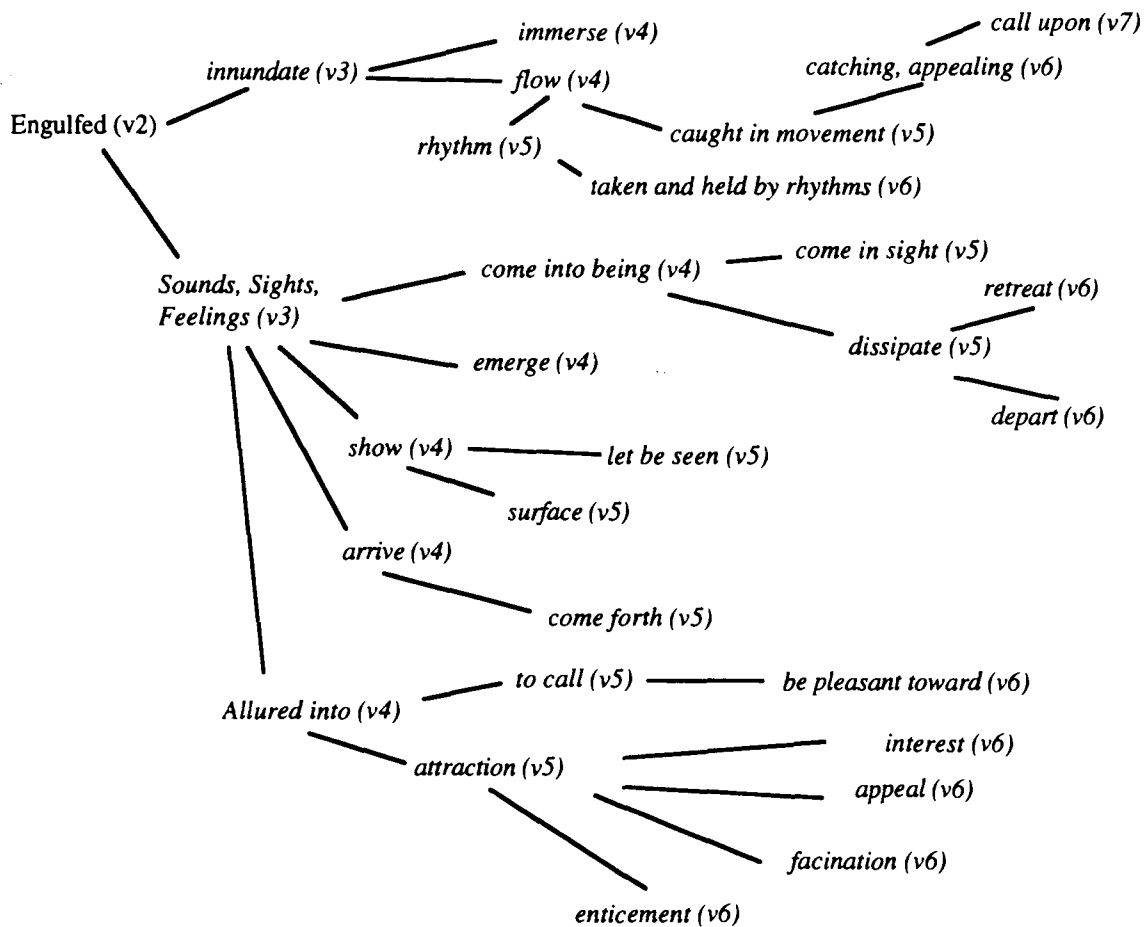 call upon (v7)
immerse (v4)
innundate (v3)
catching, appealing (v6)
flow (v4)
Engulfed (v2)
caught in movement (v5)
rhythm (v5)
taken and held by rhythms (v6)
come in sight (v5)
come into being (v4)
Sounds, Sights,
Feelings (v3)
retreat (v6)
dissipate (v5)
emerge (v4)
depart (v6)
show (v4)
let be seen (v5)
surface (v5)
arrive (v4)
come forth (v5)
to call (v5)
be pleasant toward (v6)
Allured into (v4)
interest (v6)
attraction (v5)
appeal (v6)
facination (v6)
enticement (v6)